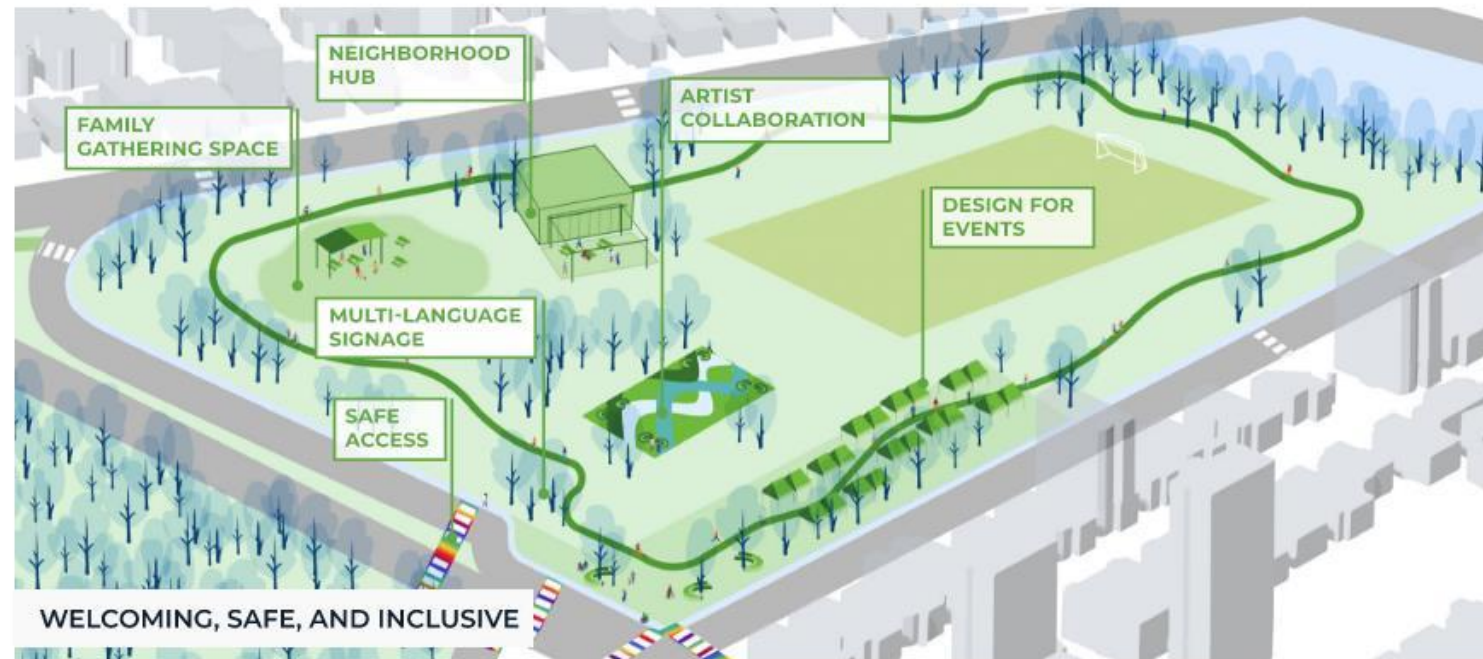 NEIGHBORHOOD
HUB
ARTIST
COLLABORATION
FAMILY
GATHERING SPACE
DESIGN FOR
EVENTS
MULTI-LANGUAGE
SIGNAGE
SAFE
ACCESS
WELCOMING, SAFE, AND INCLUSIVE